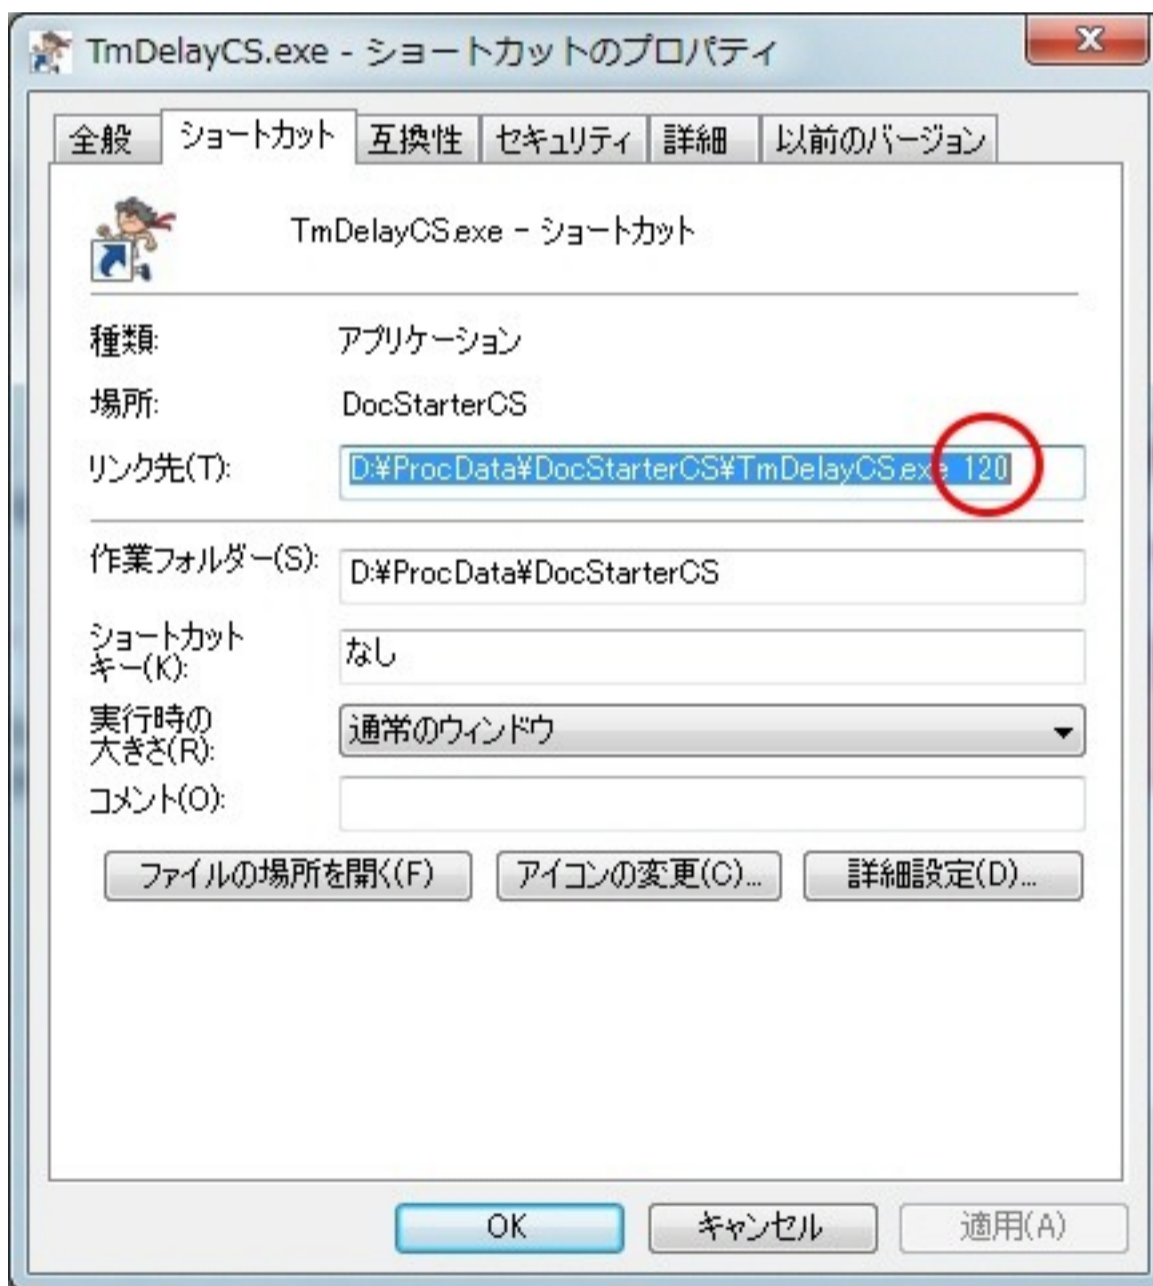 TmDelayCS.exe - ショートカットのプロパティ
全般 ショートカット 互換性 セキュリティ 詳細 以前のバージョン
TmDelayCS.exe - ショートカット
種類: アプリケーション
場所: DocStarterCS
リンク先(T): D:¥ProcData¥DocStarterCS¥TmDelayCS.exe 120
作業フォルダー(S): D:¥ProcData¥DocStarterCS
ショートカット
キー(K): なし
実行時の
大きさ(R): 通常のウィンドウ
コメント(O):
ファイルの場所を開く(F) アイコンの変更(C)... 詳細設定(D)...
OK キャンセル 適用(A)